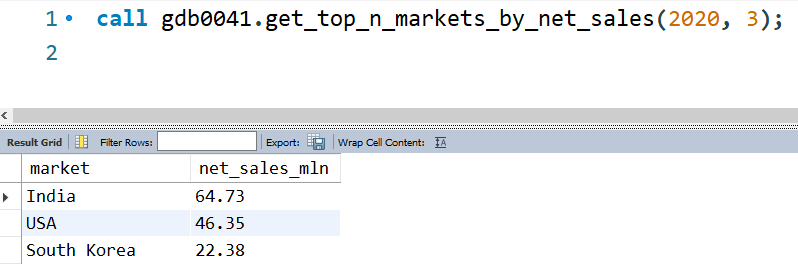 1 call gdb0041.get_top_n_markets_by_net_sales(2020, 3);
2
Result Grid Filter Rows: Export: Wrap Cell Content: IA
market net_sales_mln
India 64.73
USA 46.35
South Korea 22.38